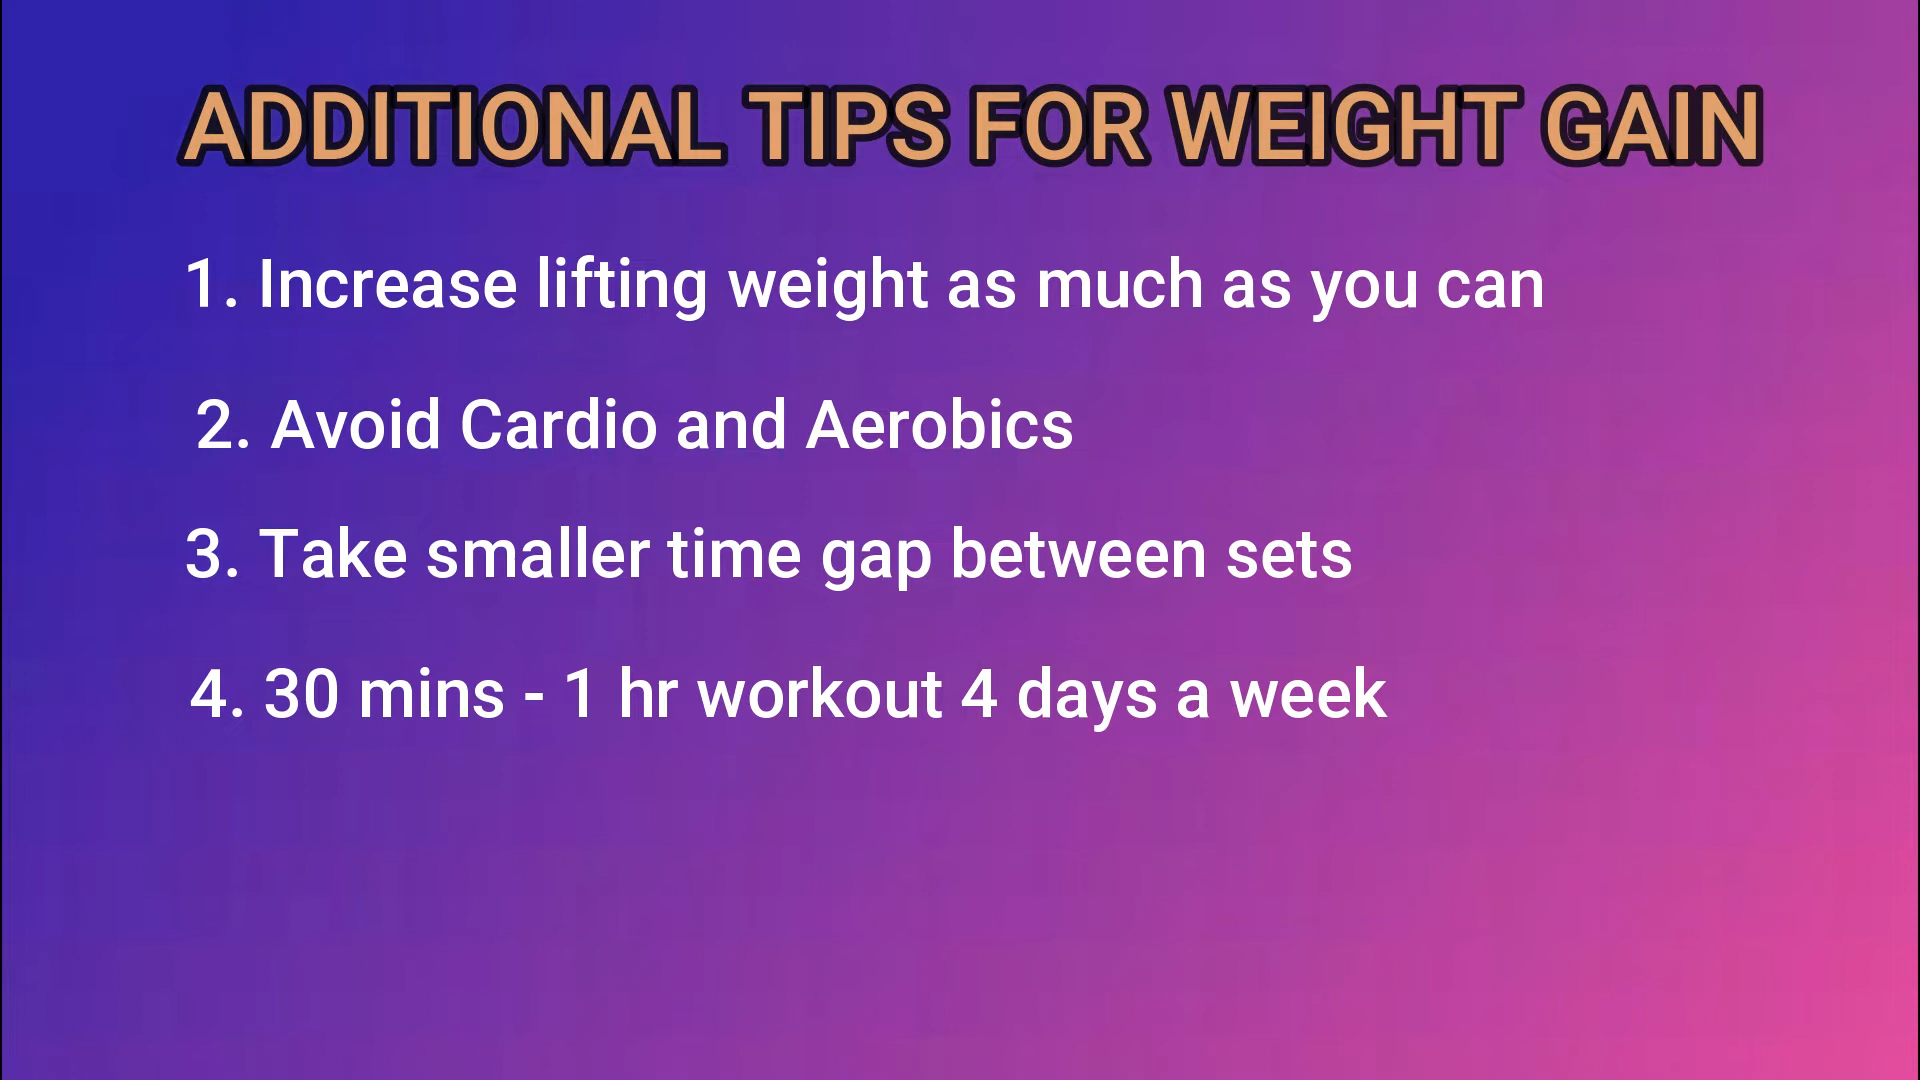 ADDITIONAL TIPS FOR WEIGHT GAIN
1. Increase lifting weight as much as you can
2. Avoid Cardio and Aerobics
3. Take smaller time gap between sets
4. 30 mins - 1 hr workout 4 days a week